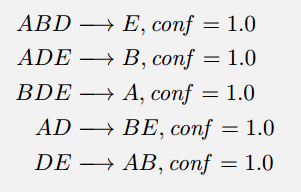 ABD ⟶ E, conf = 1.0
ADE ⟶ B, conf = 1.0
BDE ⟶ A, conf = 1.0
AD ⟶ BE, conf = 1.0
DE ⟶ AB, conf = 1.0